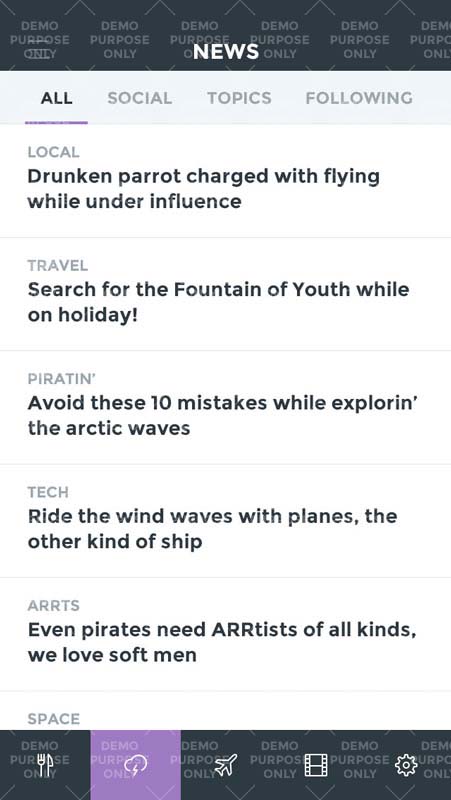 DEMO DEMO DEMO DEMO DEMO DEMO
PURPOSE PURPOSE PURPOSE PURPOSE PURPOSE PURPOSE
ONLY ONLY ONLY ONLY ONLY ONLY
NEWS
ALL SOCIAL TOPICS FOLLOWING
LOCAL
Drunken parrot charged with flying
while under influence
TRAVEL
Search for the Fountain of Youth while
on holiday!
PIRATIN’
Avoid these 10 mistakes while explorin’
the arctic waves
TECH
Ride the wind waves with planes, the
other kind of ship
ARRTS
Even pirates need ARRtists of all kinds,
we love soft men
SPACE
DEMO DEMO DEMO DEMO DEMO
PURPOSE PURPOSE PURPOSE PURPOSE PURPOSE
ONLY ONLY ONLY ONLY ONLY